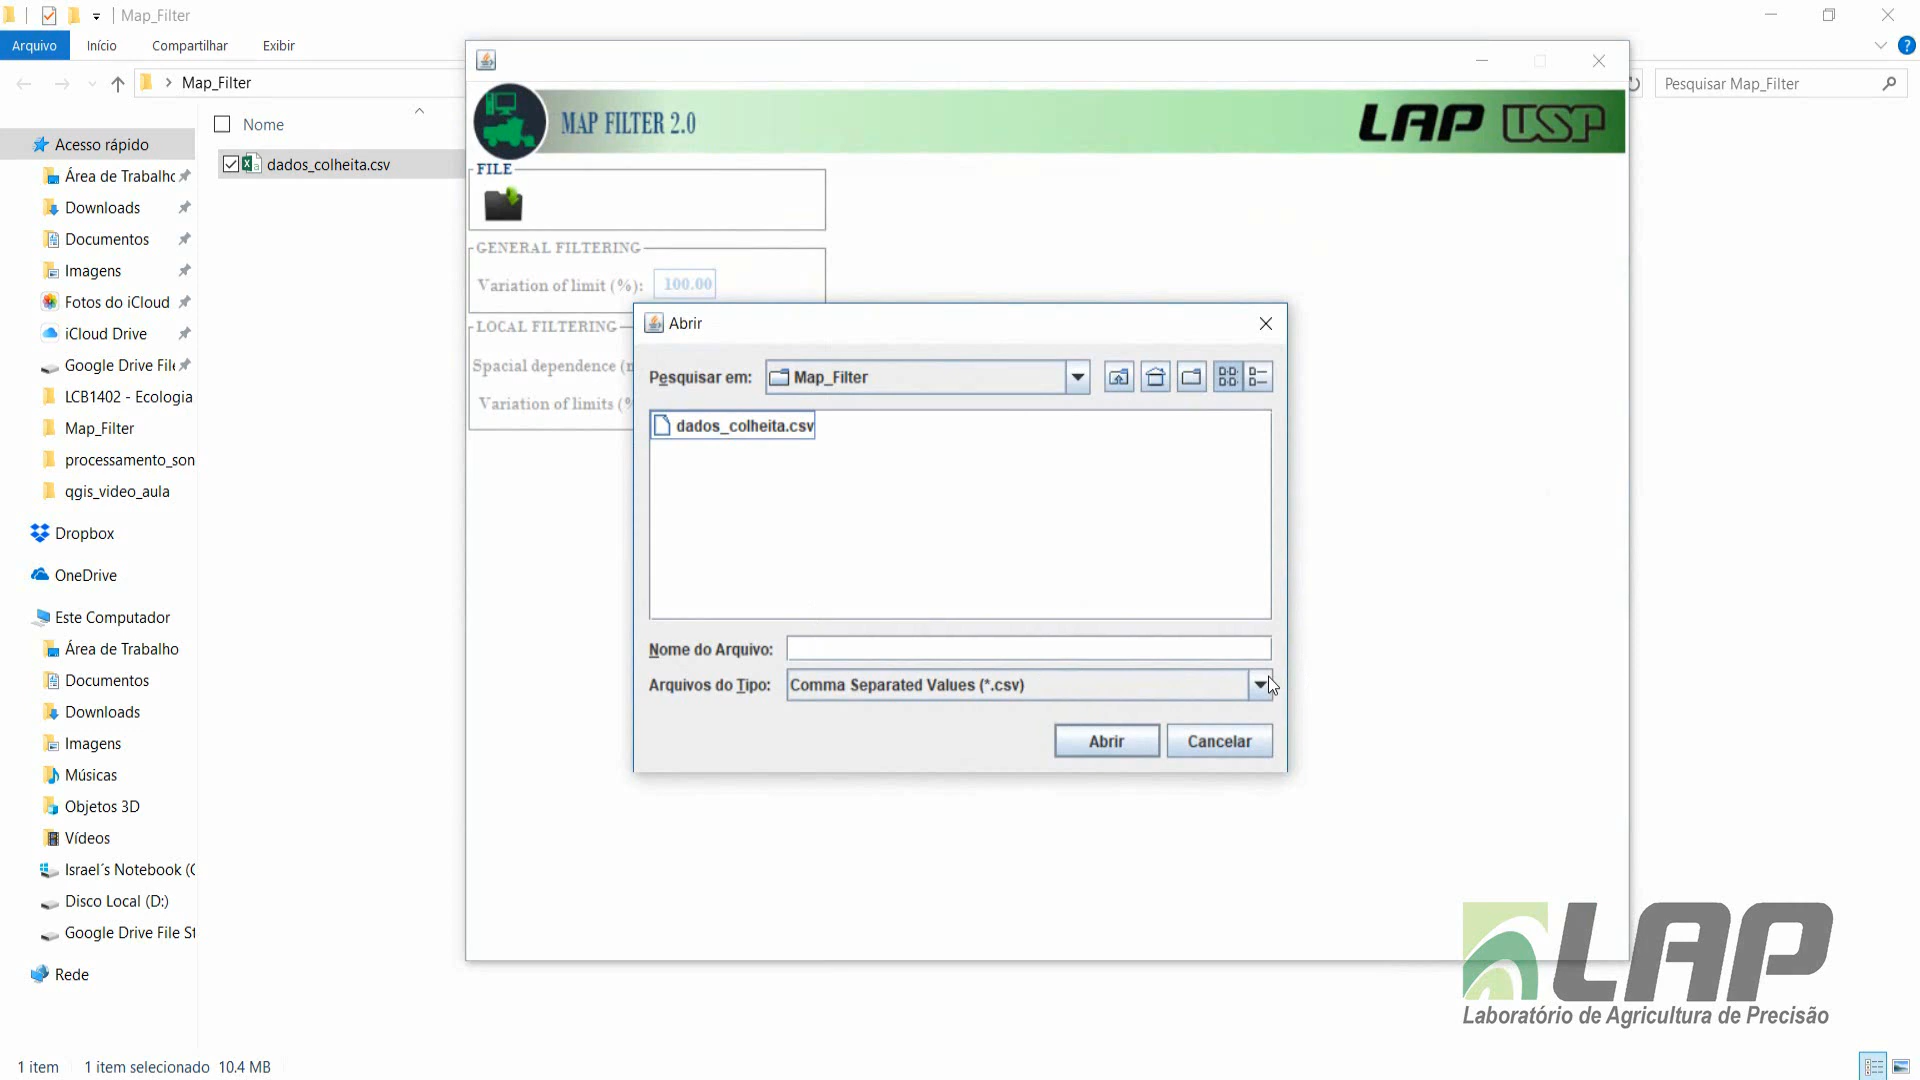 Map_Filter
Arquivo
Início
Compartilhar
Exibir
?
Map_Filter
Pesquisar Map_Filter
MAP FILTER 2.0
LAP USP
Nome
Acesso rápido
dados_colheita.csv
FILE
Área de Trabalho
Downloads
Documentos
Imagens
Fotos do iCloud
iCloud Drive
Google Drive File
LCB1402 - Ecologia
Map_Filter
processamento_son
qgis_video_aula
Dropbox
OneDrive
Este Computador
Área de Trabalho
Documentos
Downloads
Imagens
Músicas
Objetos 3D
Vídeos
Israel´s Notebook (C
Disco Local (D:)
Google Drive File St
Rede
GENERAL FILTERING
Variation of limit (%): 100.00
LOCAL FILTERING
Spacial dependence (m
Variation of limits (%
Abrir
Pesquisar em: Map_Filter
dados_colheita.csv
Nome do Arquivo:
Arquivos do Tipo: Comma Separated Values (*.csv)
Abrir
Cancelar
LAP
Laboratório de Agricultura de Precisão
1 item
1 item selecionado 10.4 MB